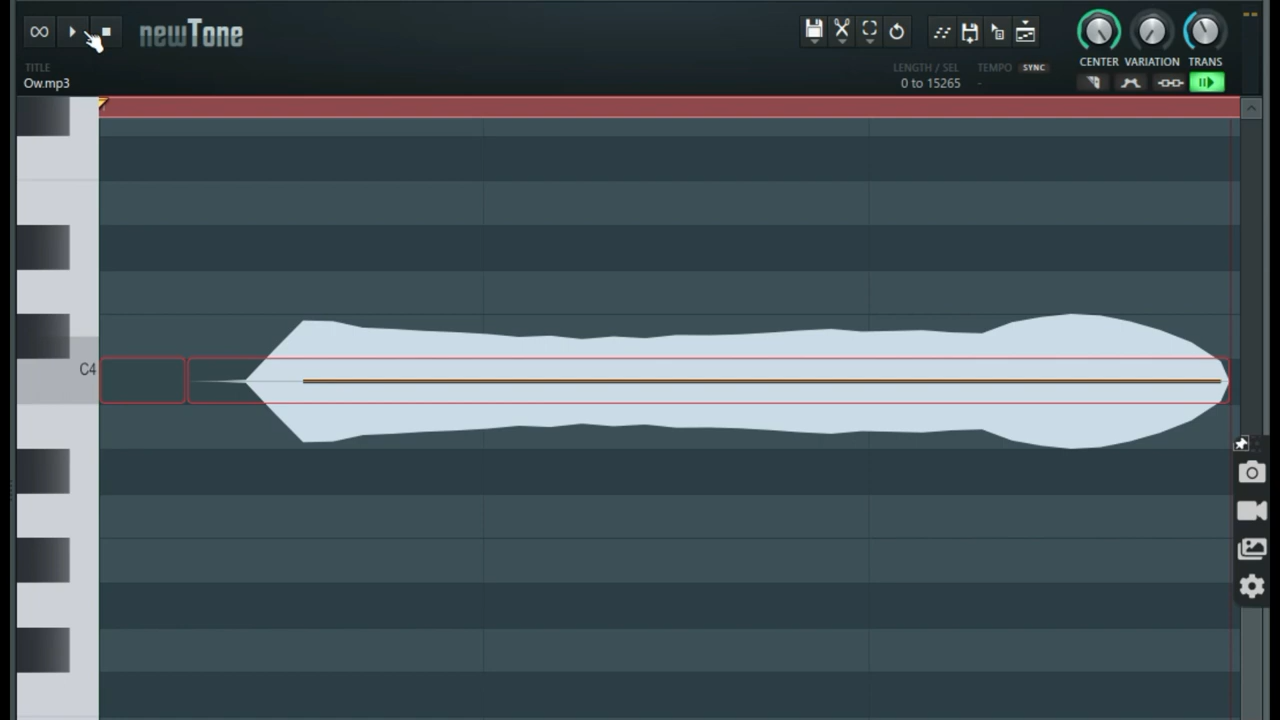 newTone
TITLE
Ow.mp3
LENGTH / SEL
0 to 15265
TEMPO SYNC
-
CENTER VARIATION TRANS
C4